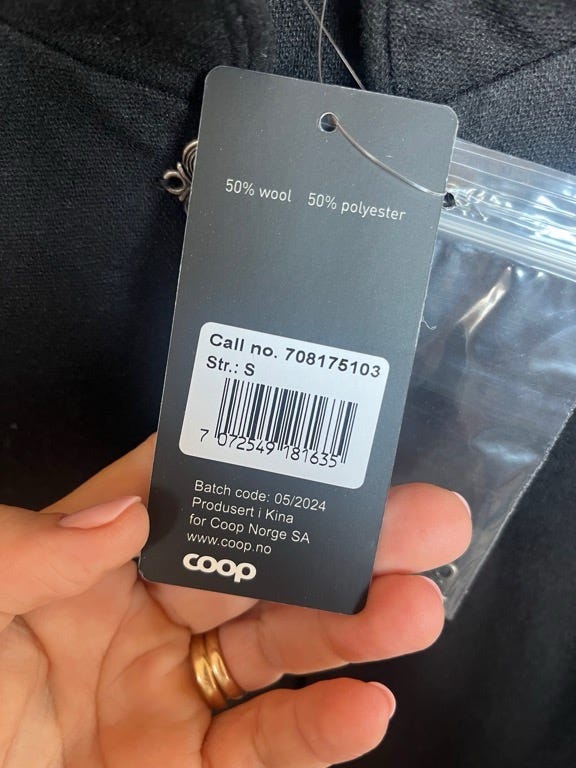 50% wool 50% polyester
Call no. 708175103
Str.: S
7 072549 181635
Batch code: 05/2024
Produsert i Kina
for Coop Norge SA
www.coop.no
coop